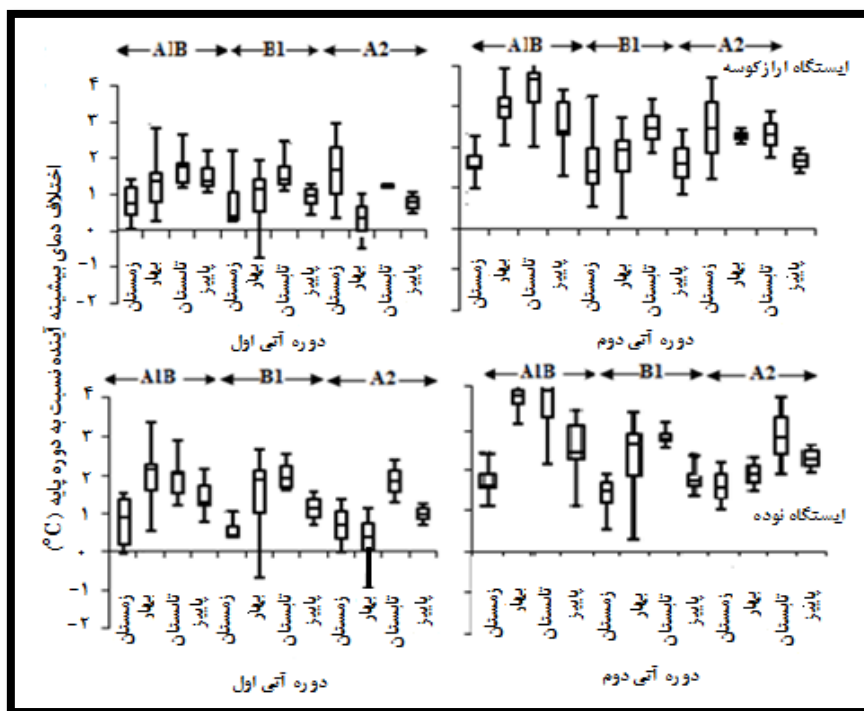 اختلاف دمای بیشینه آینده نسبت به دوره پایه (°C)
A1B B1 A2
۴
۳
۲
۱
۰
-۱
-۲
زمستان بهار تابستان پاییز زمستان بهار تابستان پاییز زمستان بهار تابستان پاییز
دوره آتی اول
A1B B1 A2
ایستگاه ارازکوسه
زمستان بهار تابستان پاییز زمستان بهار تابستان پاییز زمستان بهار تابستان پاییز
دوره آتی دوم
A1B B1 A2
۴
۳
۲
۱
۰
-۱
-۲
زمستان بهار تابستان پاییز زمستان بهار تابستان پاییز زمستان بهار تابستان پاییز
دوره آتی اول
A1B B1 A2
ایستگاه نوده
زمستان بهار تابستان پاییز زمستان بهار تابستان پاییز زمستان بهار تابستان پاییز
دوره آتی دوم